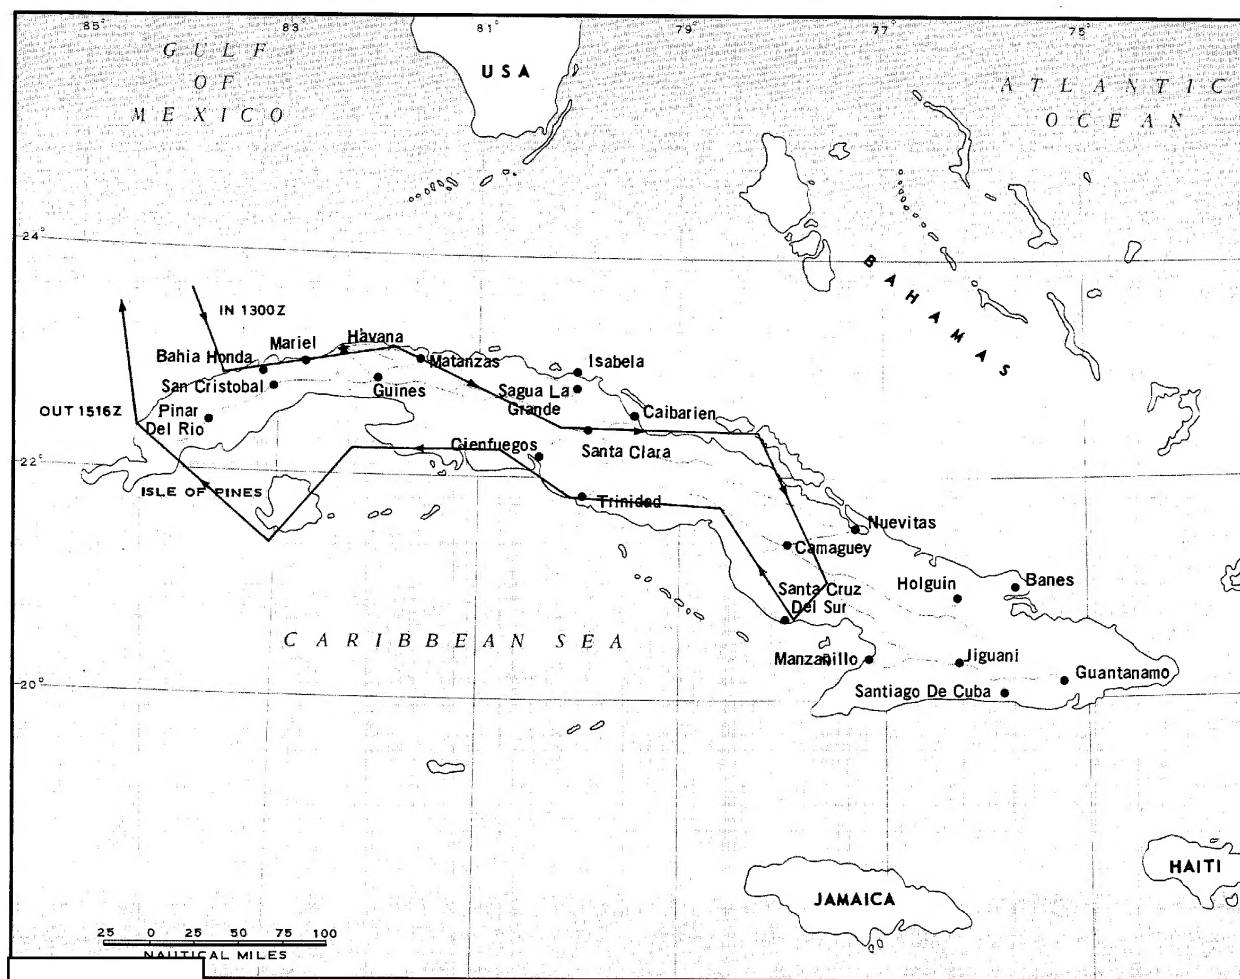 85° 83 81 79 77 75
GULF
OF
MEXICO
USA
ATLANTIC
OCEAN
24°
BAHAMAS
IN 1300Z
Havana
Mariel
Bahia Honda
Matanzas
Isabela
San Cristobal
Guines
Sagua La
Grande
OUT 1516Z
Pinar
Del Rio
Caibarien
Cienfuegos
Santa Clara
22°
ISLE OF PINES
Trinidad
Nuevitas
Camaguey
Holguin
Banes
Santa Cruz
Del Sur
CARIBBEAN SEA
Manzanillo
Jiguani
Guantanamo
20°
Santiago De Cuba
HAITI
JAMAICA
25 0 25 50 75 100
NAUTICAL MILES